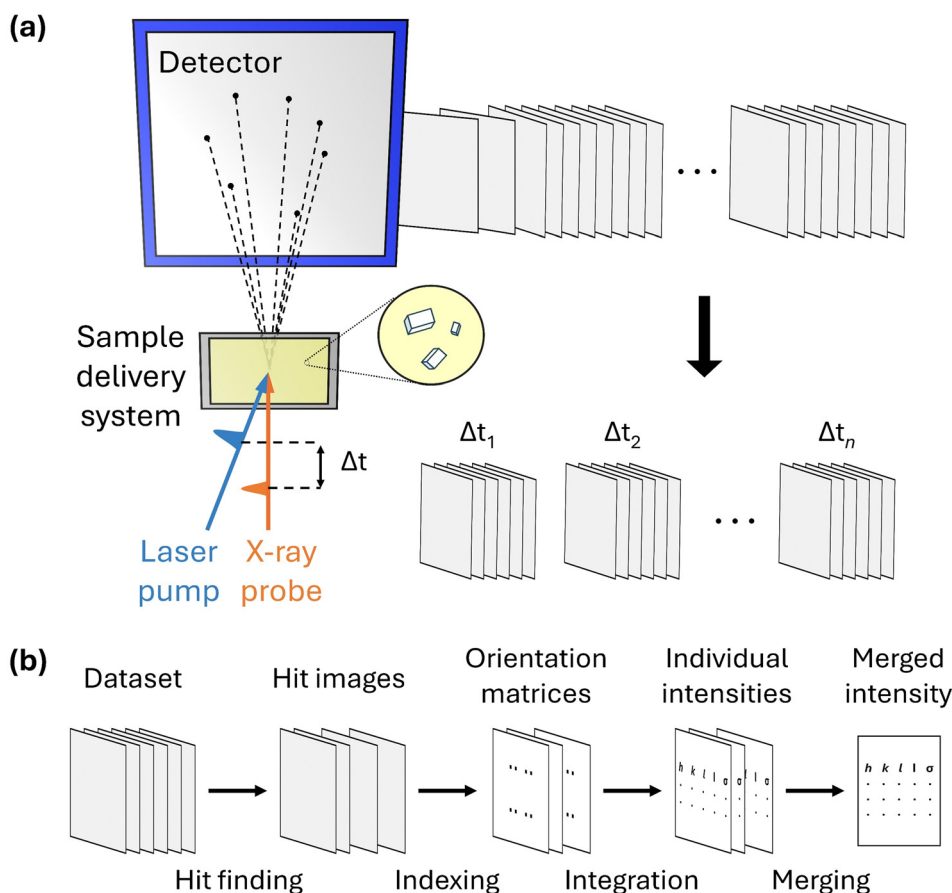 (a)
Detector
. . .
Sample
delivery
system
Δt
Laser
pump
X-ray
probe
Δt1
Δt2
Δtn
. . .
(b)
Dataset
Hit images
Orientation
matrices
Individual
intensities
Merged
intensity
h k l I σ
σ
l I σ
h k l I σ
Hit finding
Indexing
Integration
Merging